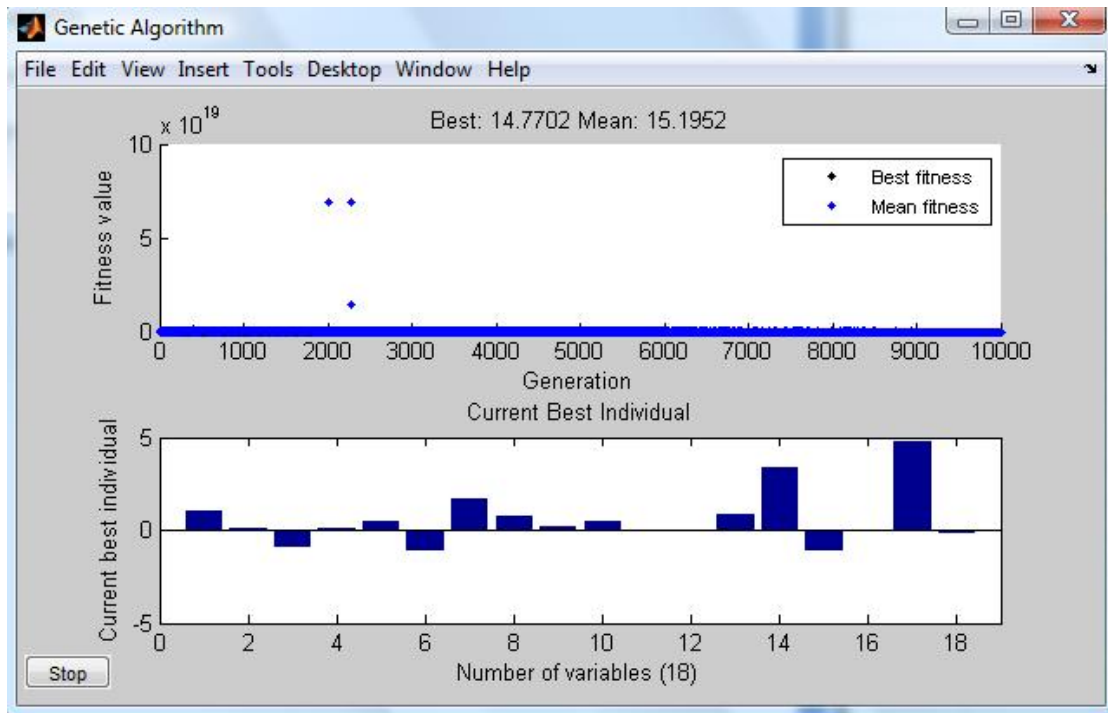 Genetic Algorithm
File Edit View Insert Tools Desktop Window Help
x 10^19
Best: 14.7702 Mean: 15.1952
10
5
0
Fitness value
Best fitness
Mean fitness
0 1000 2000 3000 4000 5000 6000 7000 8000 9000 10000
Generation
Current Best Individual
5
0
-5
Current best individual
0 2 4 6 8 10 12 14 16 18
Number of variables (18)
Stop